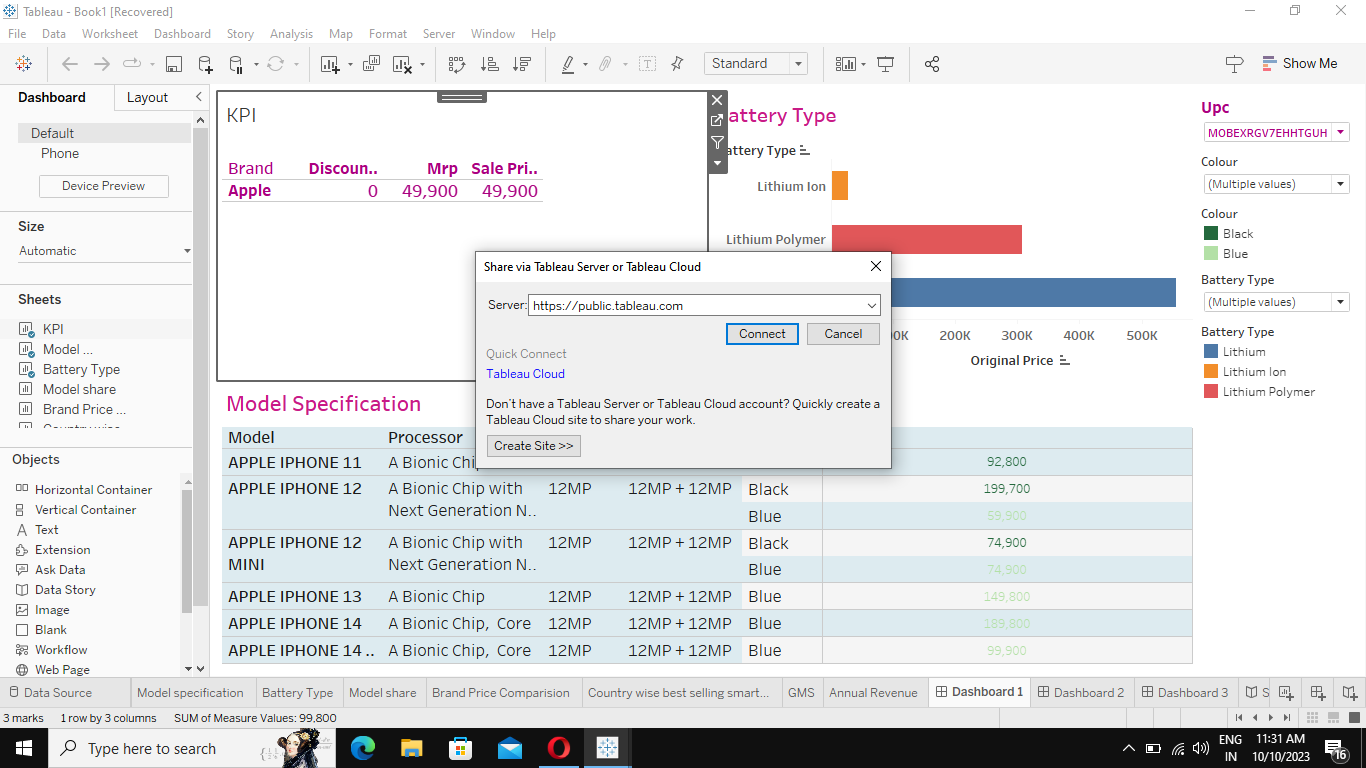 Tableau - Book1 [Recovered]
File Data Worksheet Dashboard Story Analysis Map Format Server Window Help
Standard
Show Me
Dashboard Layout
Default
Phone
Device Preview
Size
Automatic
Sheets
KPI
Model ...
Battery Type
Model share
Brand Price ...
Objects
Horizontal Container
Vertical Container
Text
Extension
Ask Data
Data Story
Image
Blank
Workflow
Web Page
KPI
Brand Discoun.. Mrp Sale Pri..
Apple 0 49,900 49,900
attery Type
attery Type
Lithium Ion
Lithium Polymer
00K 200K 300K 400K 500K
Original Price
Upc
MOBEXRGV7EHHTGUH
Colour
(Multiple values)
Colour
Black
Blue
Battery Type
(Multiple values)
Battery Type
Lithium
Lithium Ion
Lithium Polymer
Share via Tableau Server or Tableau Cloud
Server: https://public.tableau.com
Connect Cancel
Quick Connect
Tableau Cloud
Don't have a Tableau Server or Tableau Cloud account? Quickly create a
Tableau Cloud site to share your work.
Create Site >>
Model Specification
Model Processor
APPLE IPHONE 11 A Bionic Chip 92,800
APPLE IPHONE 12 A Bionic Chip with 12MP 12MP + 12MP Black 199,700
Next Generation N.. Blue 59,900
APPLE IPHONE 12 A Bionic Chip with 12MP 12MP + 12MP Black 74,900
MINI Next Generation N.. Blue 74,900
APPLE IPHONE 13 A Bionic Chip 12MP 12MP + 12MP Blue 149,800
APPLE IPHONE 14 A Bionic Chip, Core 12MP 12MP + 12MP Blue 189,800
APPLE IPHONE 14 .. A Bionic Chip, Core 12MP 12MP + 12MP Blue 99,900
Data Source Model specification Battery Type Model share Brand Price Comparision Country wise best selling smart... GMS Annual Revenue Dashboard 1 Dashboard 2 Dashboard 3 S
3 marks 1 row by 3 columns SUM of Measure Values: 99,800
Type here to search
ENG 11:31 AM
IN 10/10/2023 16